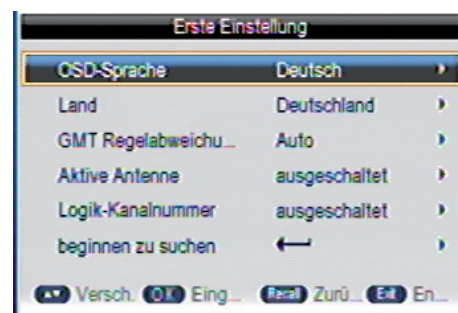 Erste Einstellung
OSD-Sprache Deutsch
Land Deutschland
GMT Regelabweichu... Auto
Aktive Antenne ausgeschaltet
Logik-Kanalnummer ausgeschaltet
beginnen zu suchen
Versch. OK Eing... Recall Zurü... Exit En...